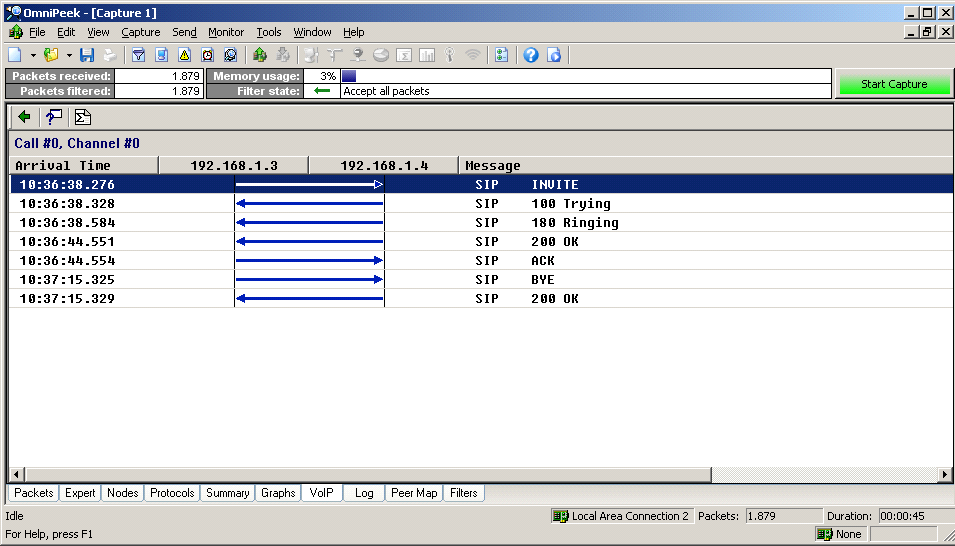 OmniPeek - [Capture 1]
File Edit View Capture Send Monitor Tools Window Help
Packets received: 1.879 Memory usage: 3%
Packets filtered: 1.879 Filter state: Accept all packets
Start Capture
Call #0, Channel #0
Arrival Time 192.168.1.3 192.168.1.4 Message
10:36:38.276 SIP INVITE
10:36:38.328 SIP 100 Trying
10:36:38.584 SIP 180 Ringing
10:36:44.551 SIP 200 OK
10:36:44.554 SIP ACK
10:37:15.325 SIP BYE
10:37:15.329 SIP 200 OK
Packets Expert Nodes Protocols Summary Graphs VoIP Log Peer Map Filters
Idle Local Area Connection 2 Packets: 1.879 Duration: 00:00:45
For Help, press F1 None